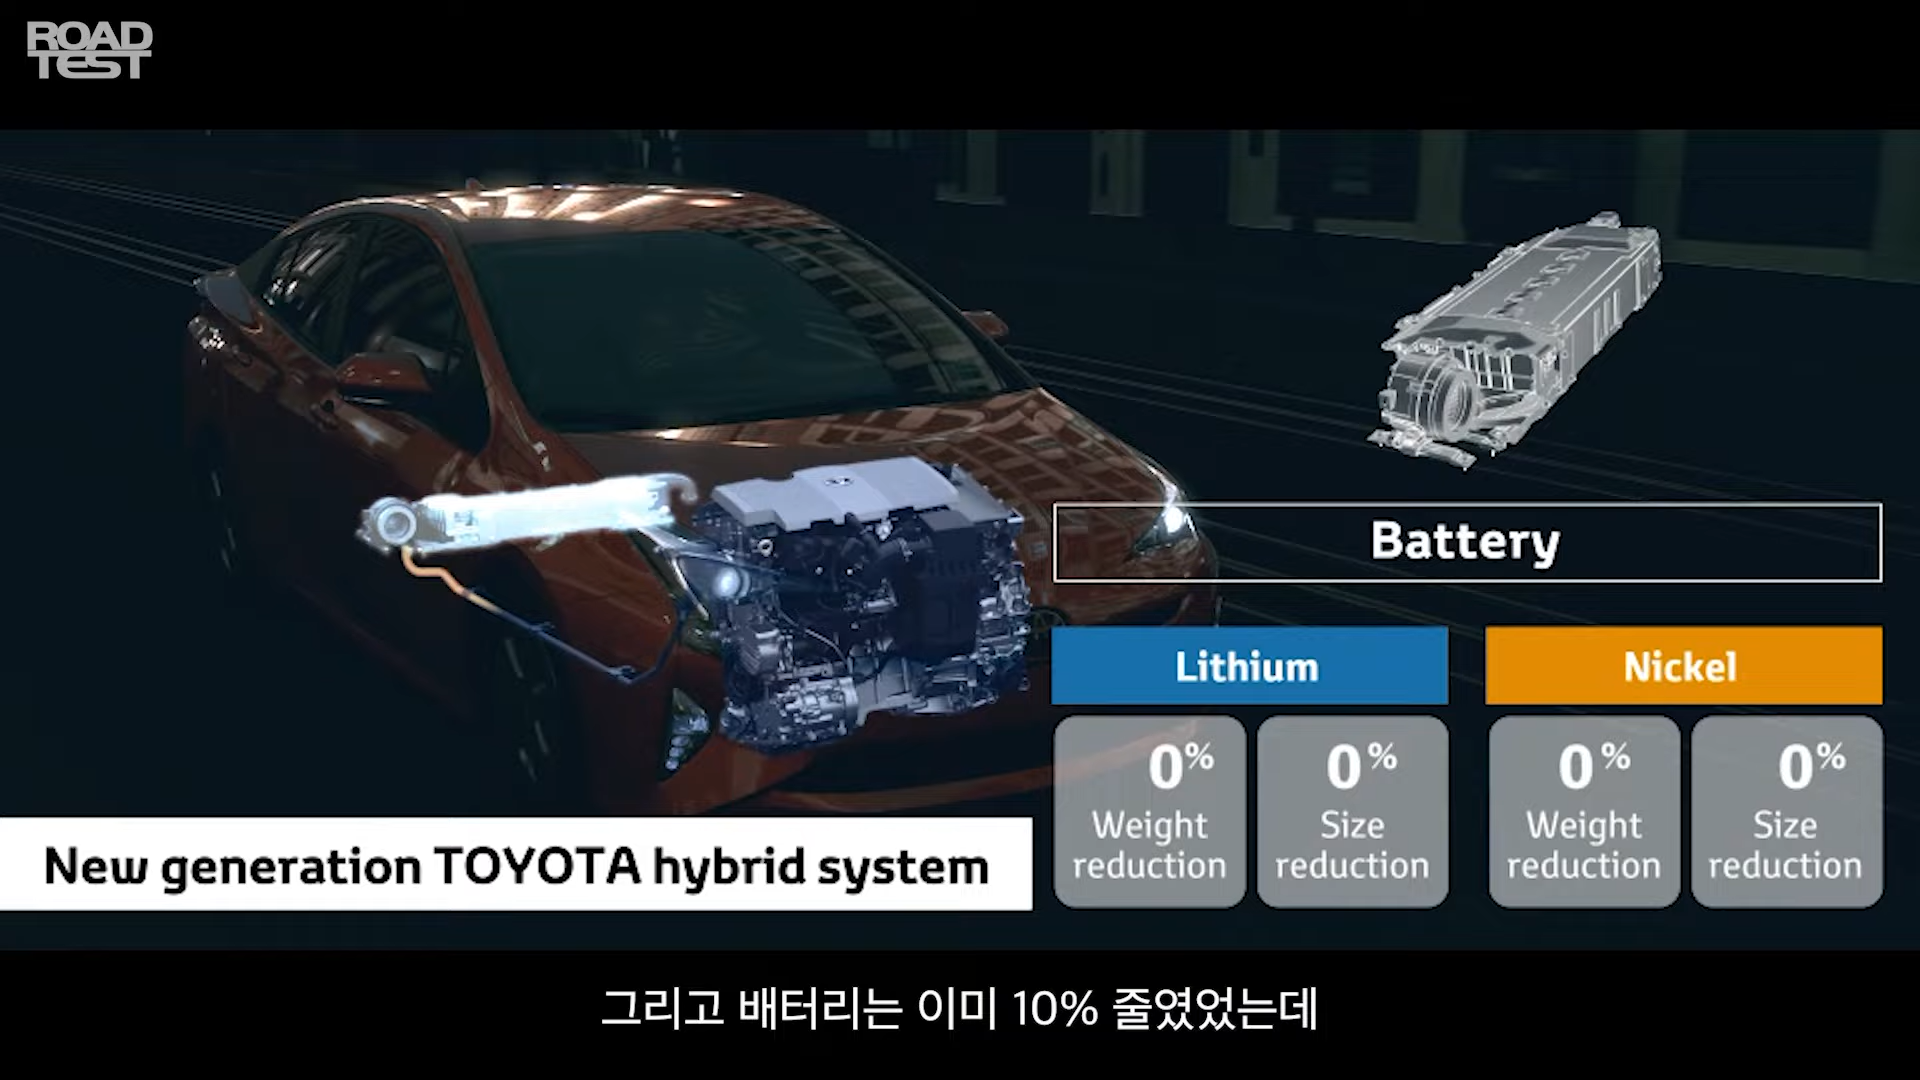 ROAD
TEST
Battery
Lithium
Nickel
0%
Weight
reduction
0%
Size
reduction
0%
Weight
reduction
0%
Size
reduction
New generation TOYOTA hybrid system
그리고 배터리는 이미 10% 줄였었는데